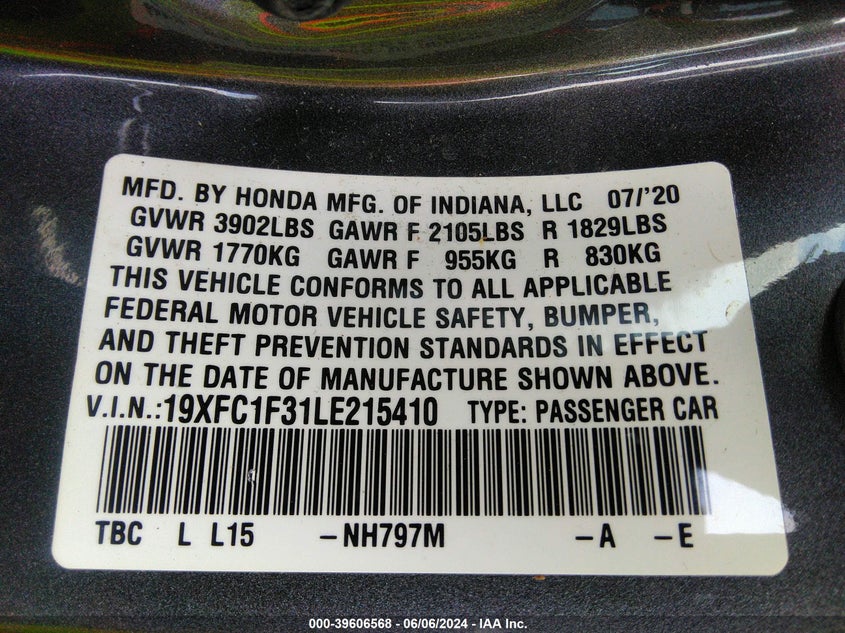 MFD. BY HONDA MFG. OF INDIANA, LLC 07/'20
GVWR 3902LBS GAWR F 2105LBS R 1829LBS
GVWR 1770KG GAWR F 955KG R 830KG
THIS VEHICLE CONFORMS TO ALL APPLICABLE
FEDERAL MOTOR VEHICLE SAFETY, BUMPER,
AND THEFT PREVENTION STANDARDS IN EFFECT
ON THE DATE OF MANUFACTURE SHOWN ABOVE.
V.I.N.:19XFC1F31LE215410 TYPE: PASSENGER CAR
TBC L L15 -NH797M -A -E
000-39606568 - 06/06/2024 - IAA Inc.